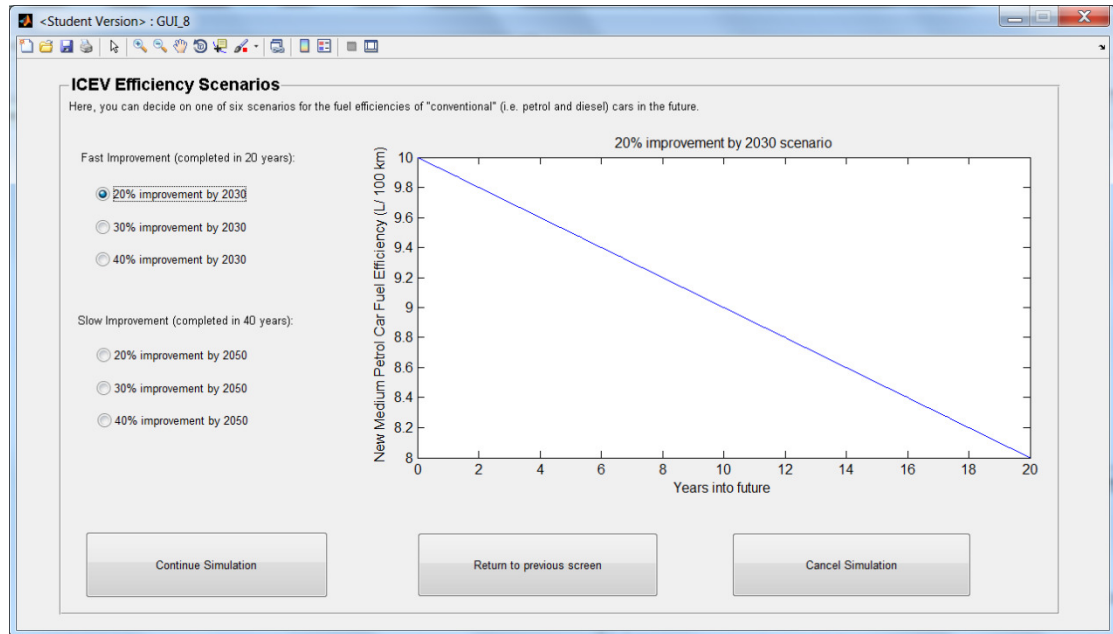 <Student Version> : GUI_8
ICEV Efficiency Scenarios
Here, you can decide on one of six scenarios for the fuel efficiencies of "conventional" (i.e. petrol and diesel) cars in the future.
Fast Improvement (completed in 20 years):
20% improvement by 2030
30% improvement by 2030
40% improvement by 2030
Slow Improvement (completed in 40 years):
20% improvement by 2050
30% improvement by 2050
40% improvement by 2050
20% improvement by 2030 scenario
New Medium Petrol Car Fuel Efficiency (L/ 100 km)
10
9.8
9.6
9.4
9.2
9
8.8
8.6
8.4
8.2
8
0 2 4 6 8 10 12 14 16 18 20
Years into future
Continue Simulation
Return to previous screen
Cancel Simulation